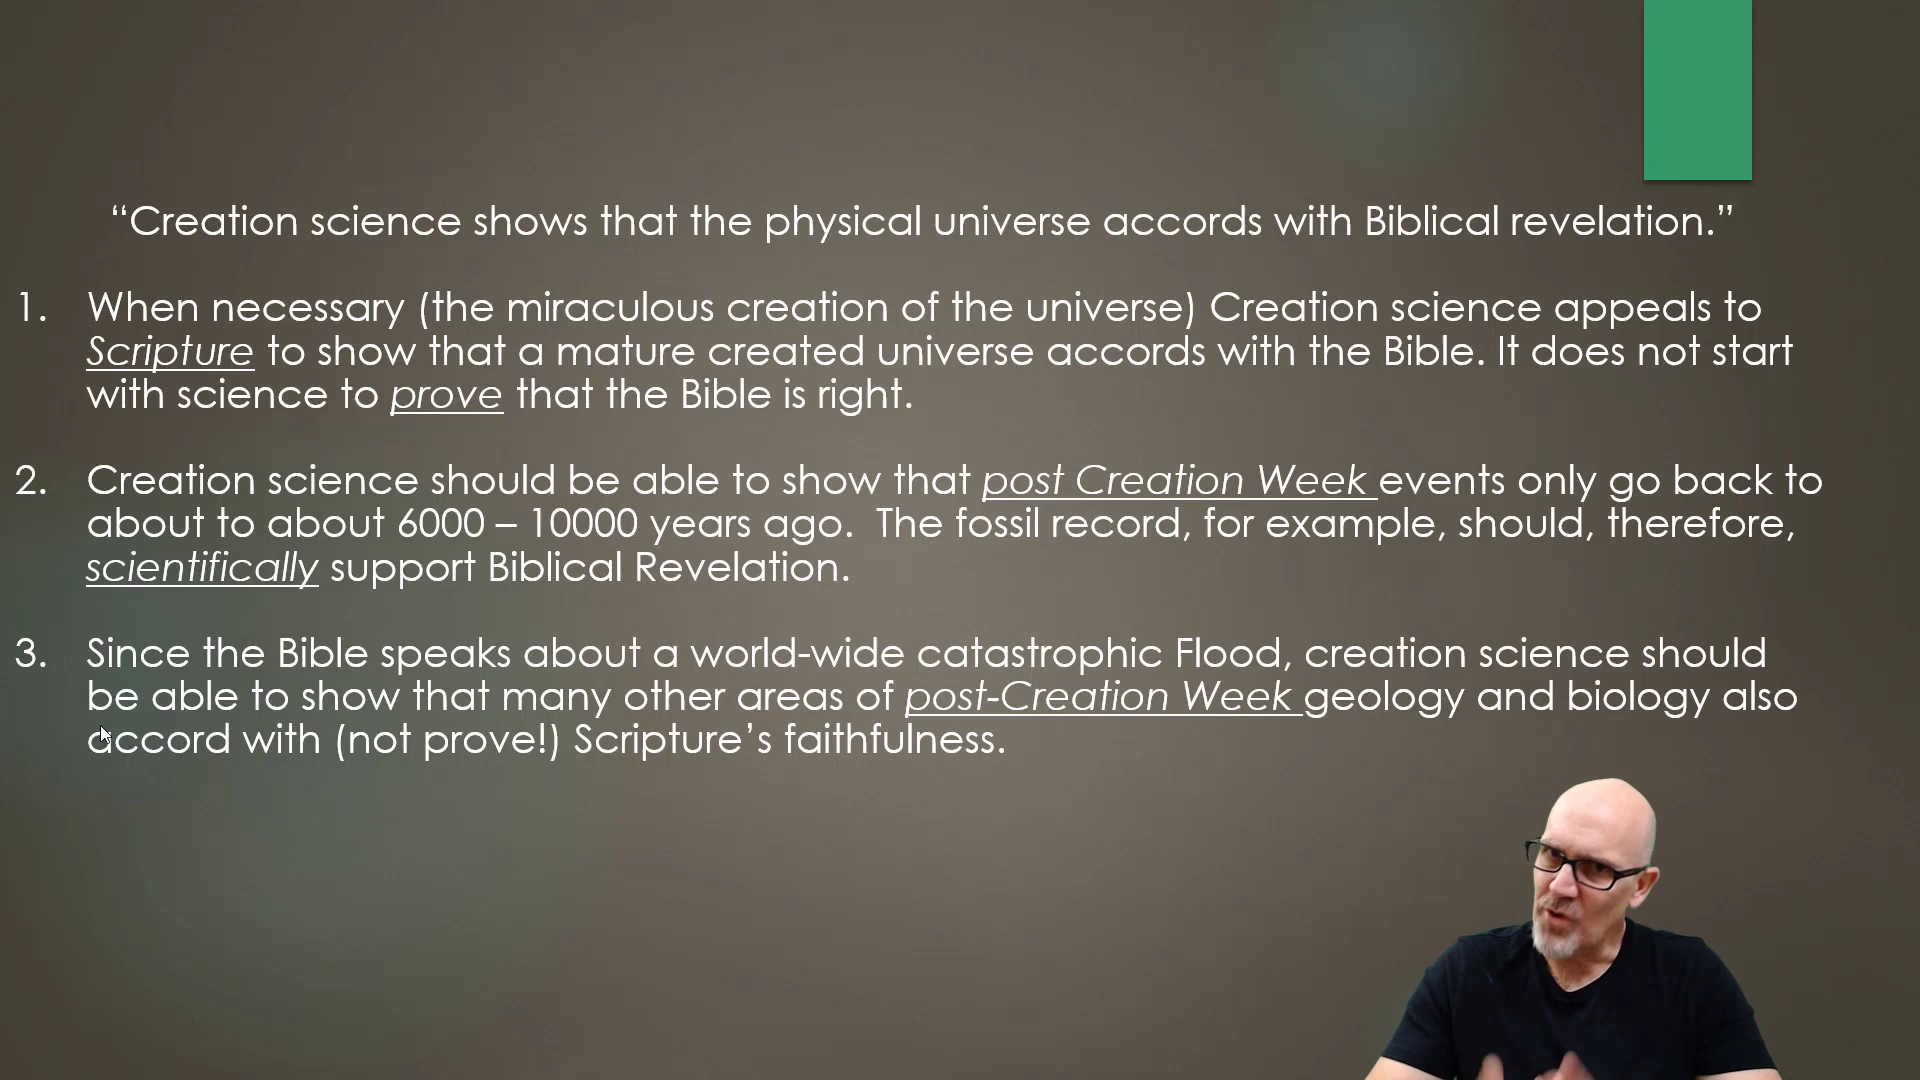 “Creation science shows that the physical universe accords with Biblical revelation.”
1. When necessary (the miraculous creation of the universe) Creation science appeals to
Scripture to show that a mature created universe accords with the Bible. It does not start
with science to prove that the Bible is right.
2. Creation science should be able to show that post Creation Week events only go back to
about to about 6000 – 10000 years ago.  The fossil record, for example, should, therefore,
scientifically support Biblical Revelation.
3. Since the Bible speaks about a world-wide catastrophic Flood, creation science should
be able to show that many other areas of post-Creation Week geology and biology also
accord with (not prove!) Scripture’s faithfulness.